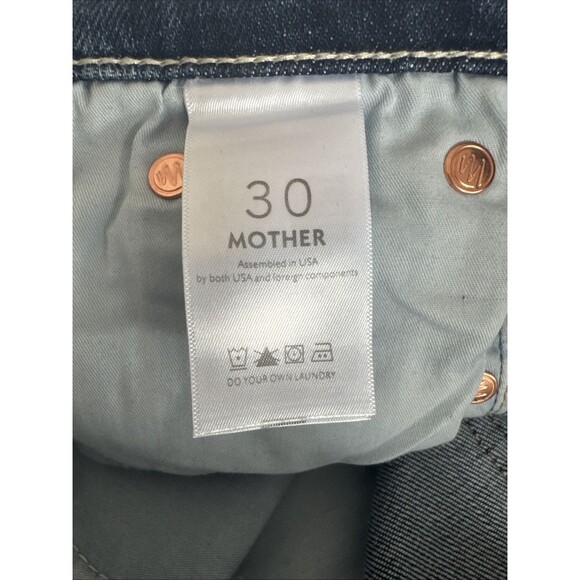 30
MOTHER
Assembled in USA
by both USA and foreign components
DO YOUR OWN LAUNDRY